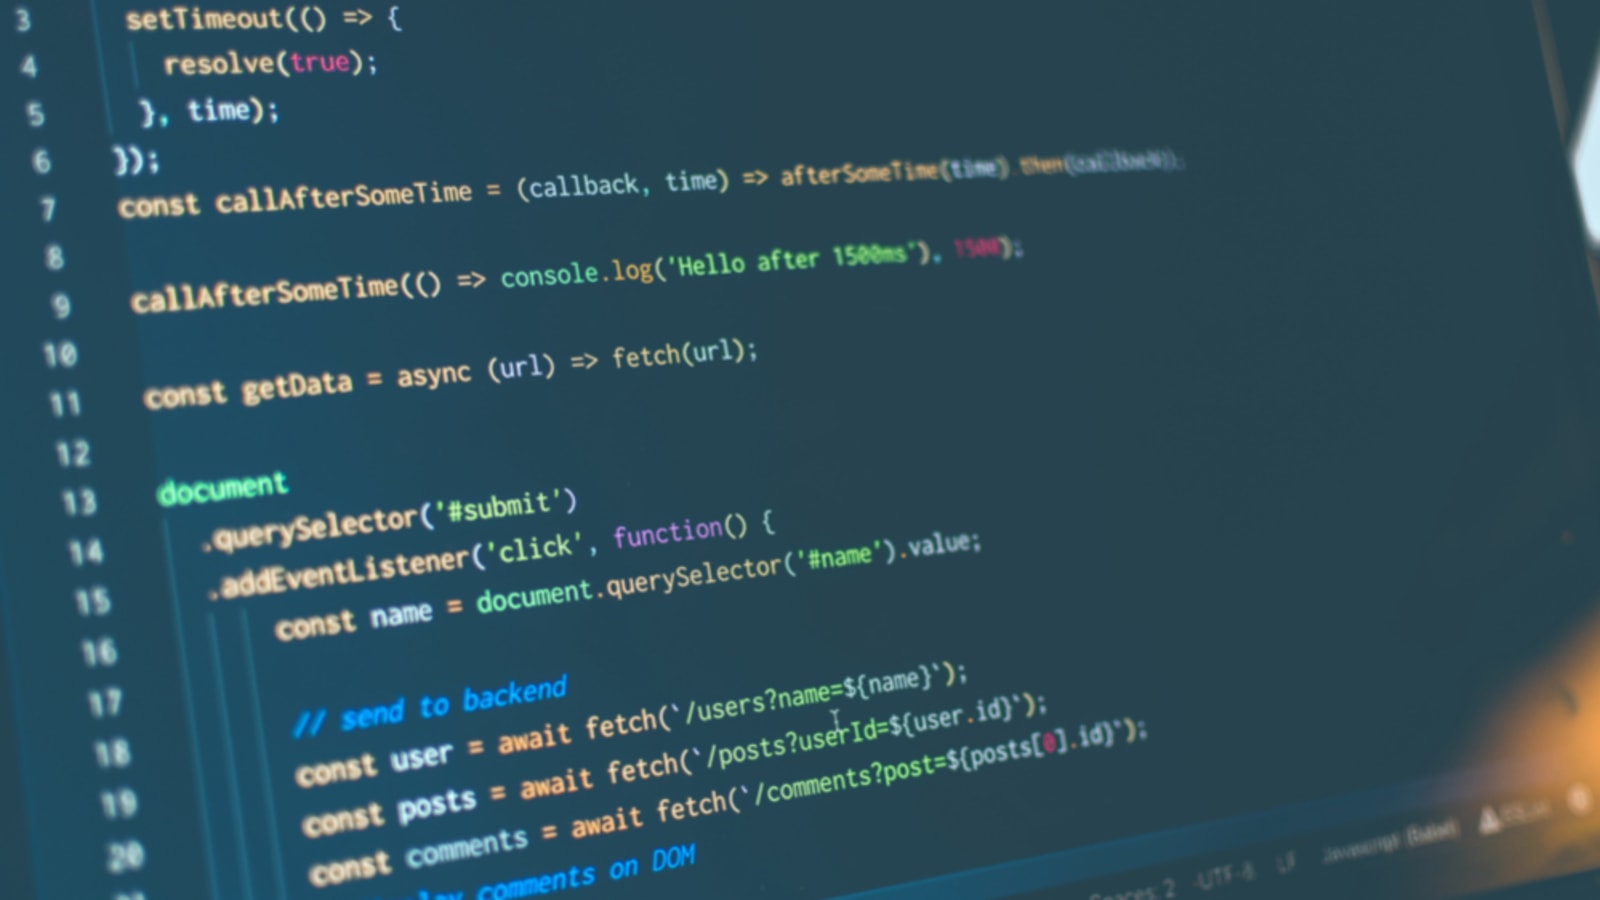 3 setTimeout(() => {
4 resolve(true);
5 }, time);
6 });
7 const callAfterSomeTime = (callback, time) => afterSomeTime(time).then(callback);
8
9 callAfterSomeTime(() => console.log('Hello after 1500ms'), 1500);
10
11 const getData = async (url) => fetch(url);
12
13 document
14 .querySelector('#submit')
15 .addEventListener('click', function() {
16 const name = document.querySelector('#name').value;
17
18 // send to backend
19 const user = await fetch(`/users?name=${name}`);
20 const posts = await fetch(`/posts?userId=${user.id}`);
const comments = await fetch(`/comments?post=${posts[0].id}`);
comments on DOM
Spaces: 2 UTF-8 LF Javascript (Babel)